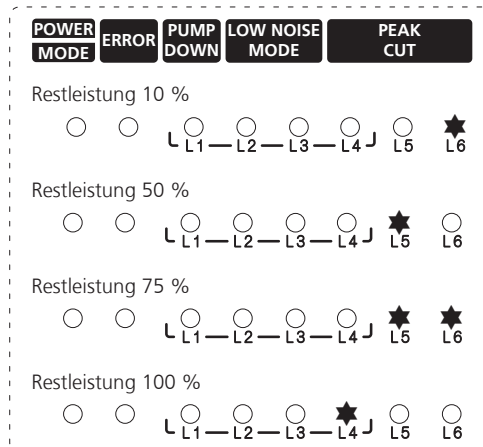 POWER MODE ERROR PUMP DOWN LOW NOISE MODE PEAK CUT
Restleistung 10 %
L1 L2 L3 L4 L5 L6
Restleistung 50 %
L1 L2 L3 L4 L5 L6
Restleistung 75 %
L1 L2 L3 L4 L5 L6
Restleistung 100 %
L1 L2 L3 L4 L5 L6